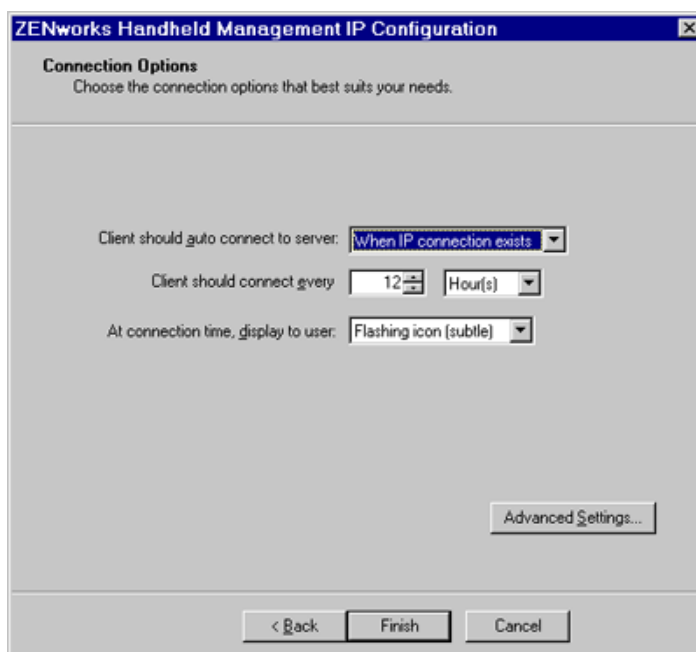 ZENworks Handheld Management IP Configuration
Connection Options
Choose the connection options that best suits your needs.
Client should auto connect to server: When IP connection exists
Client should connect every 12 Hour(s)
At connection time, display to user: Flashing icon (subtle)
Advanced Settings...
< Back Finish Cancel